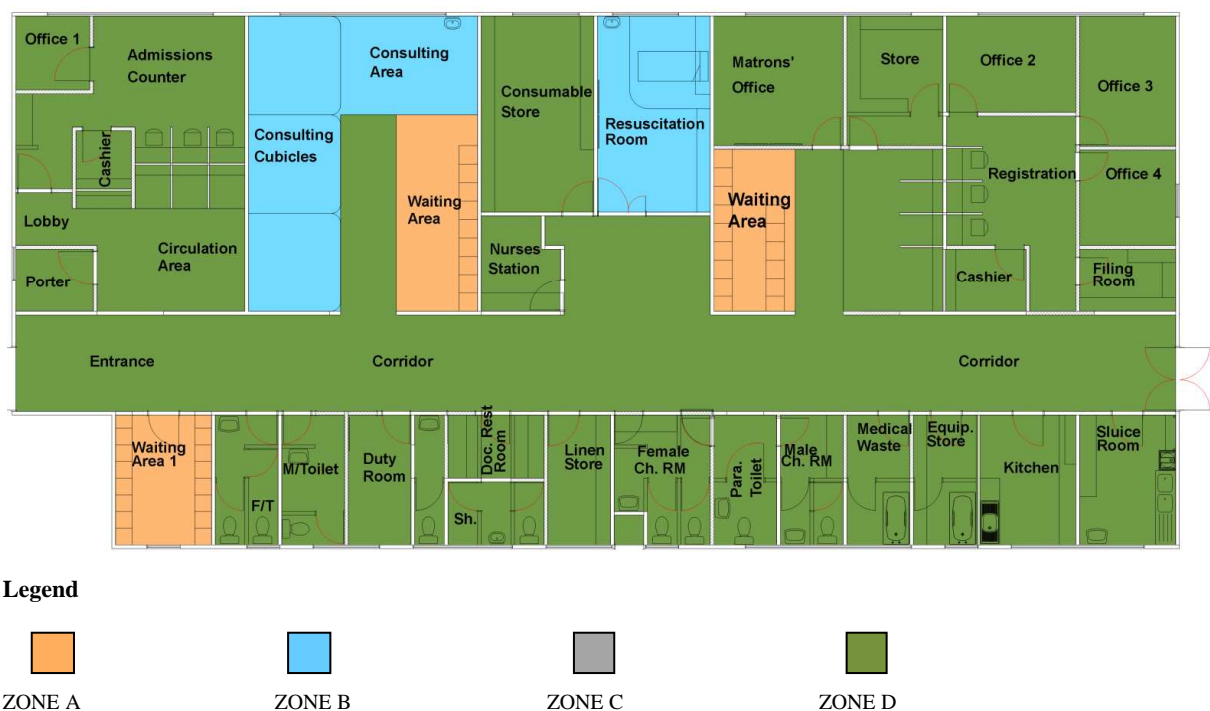 Office 1
Admissions
Counter
Cashier
Lobby
Circulation
Area
Porter
Consulting
Area
Consulting
Cubicles
Waiting
Area
Consumable
Store
Nurses
Station
Resuscitation
Room
Matrons'
Office
Waiting
Area
Store
Office 2
Office 3
Registration
Office 4
Cashier
Filing
Room
Entrance
Corridor
Corridor
Waiting
Area 1
F/T
M/Toilet
Duty
Room
Doc. Rest
Room
Sh.
Linen
Store
Female
Ch. RM
Para.
Toilet
Male
Ch. RM
Medical
Waste
Equip.
Store
Kitchen
Sluice
Room
Legend
ZONE A
ZONE B
ZONE C
ZONE D